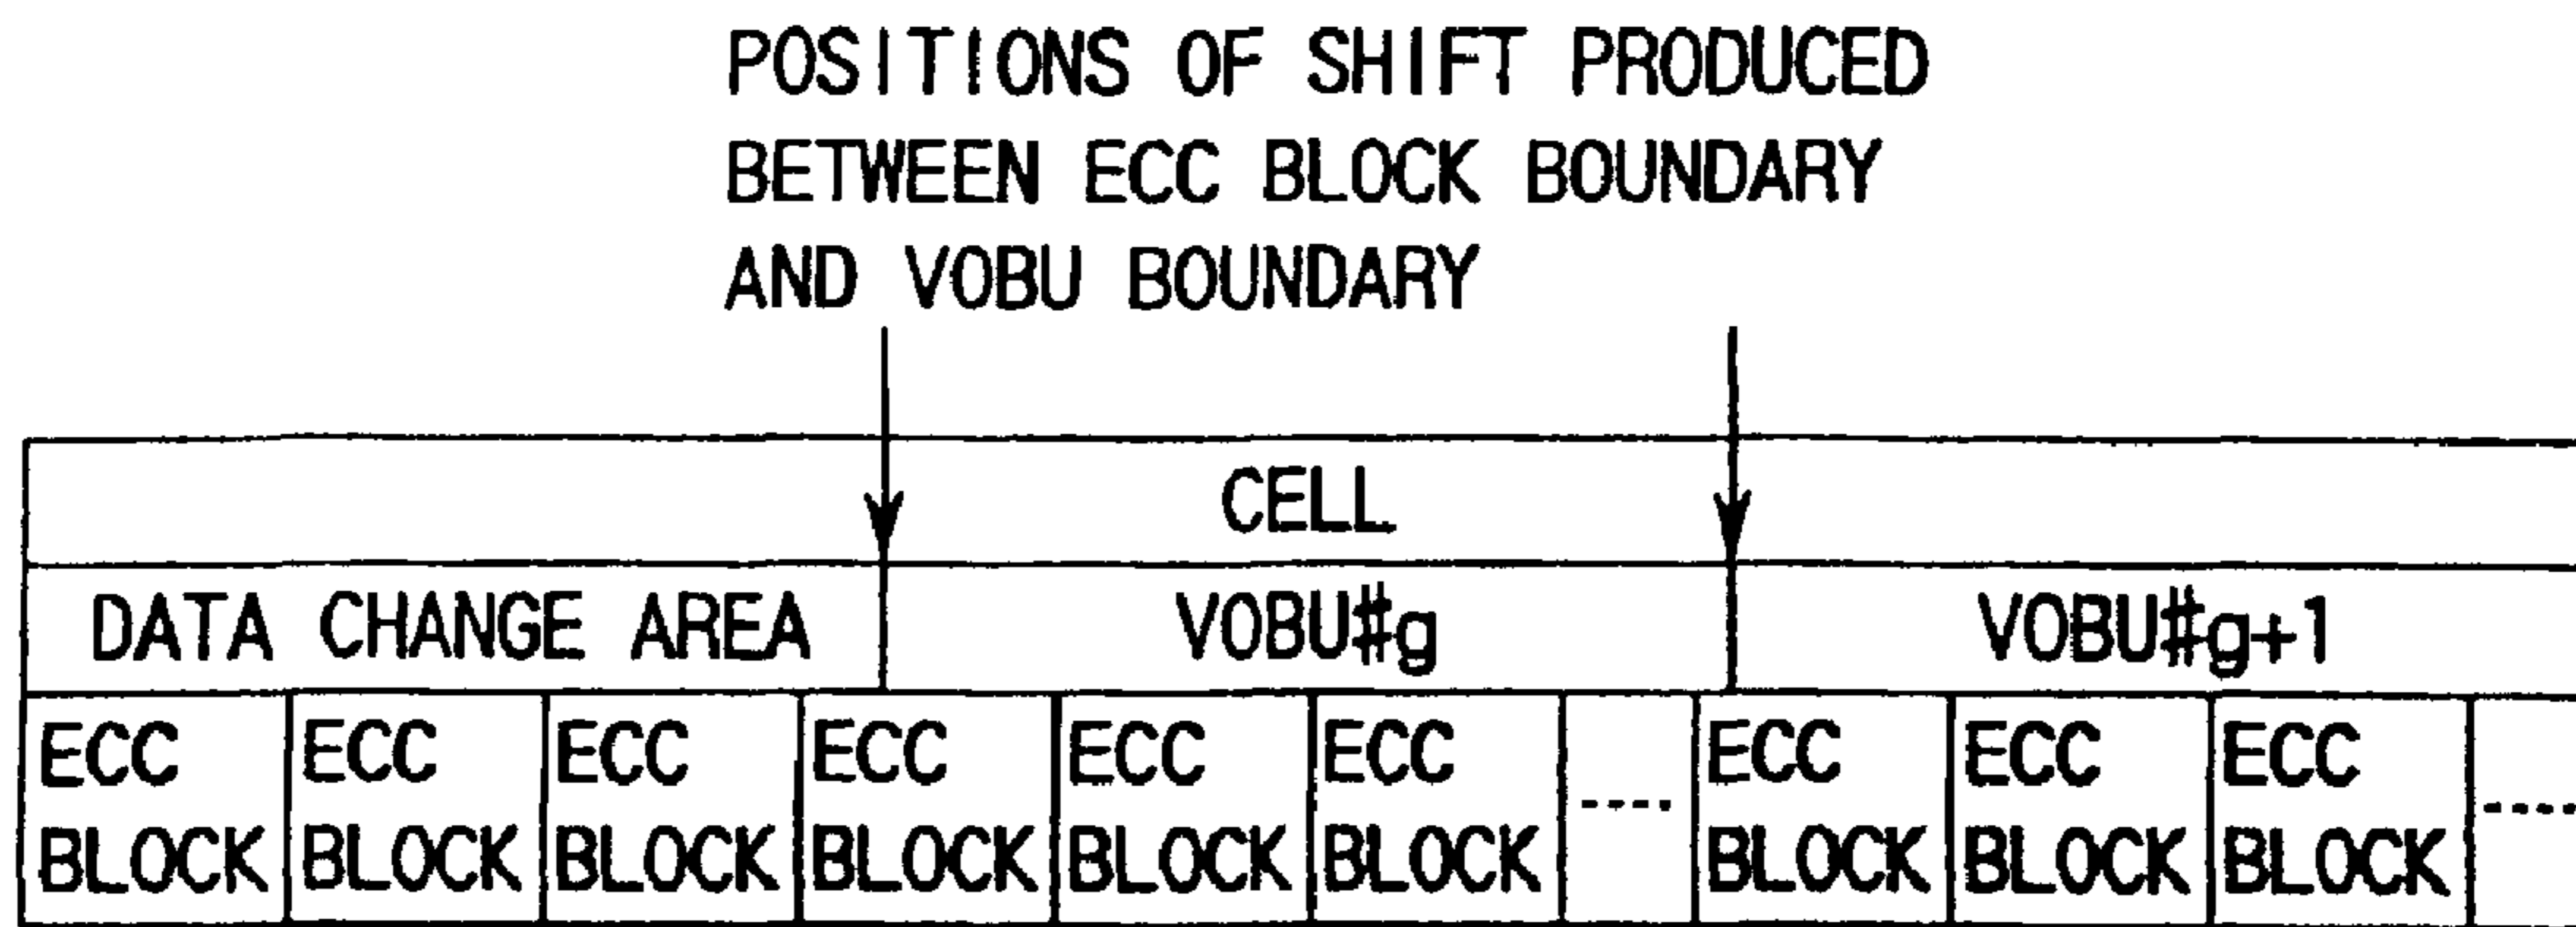 POSITIONS OF SHIFT PRODUCED
BETWEEN ECC BLOCK BOUNDARY
AND VOBU BOUNDARY
CELL
DATA CHANGE AREA VOBU#g VOBU#g+1
ECC ECC ECC ECC ECC ECC ECC ECC ECC
BLOCK BLOCK BLOCK BLOCK BLOCK BLOCK ---- BLOCK BLOCK BLOCK ----